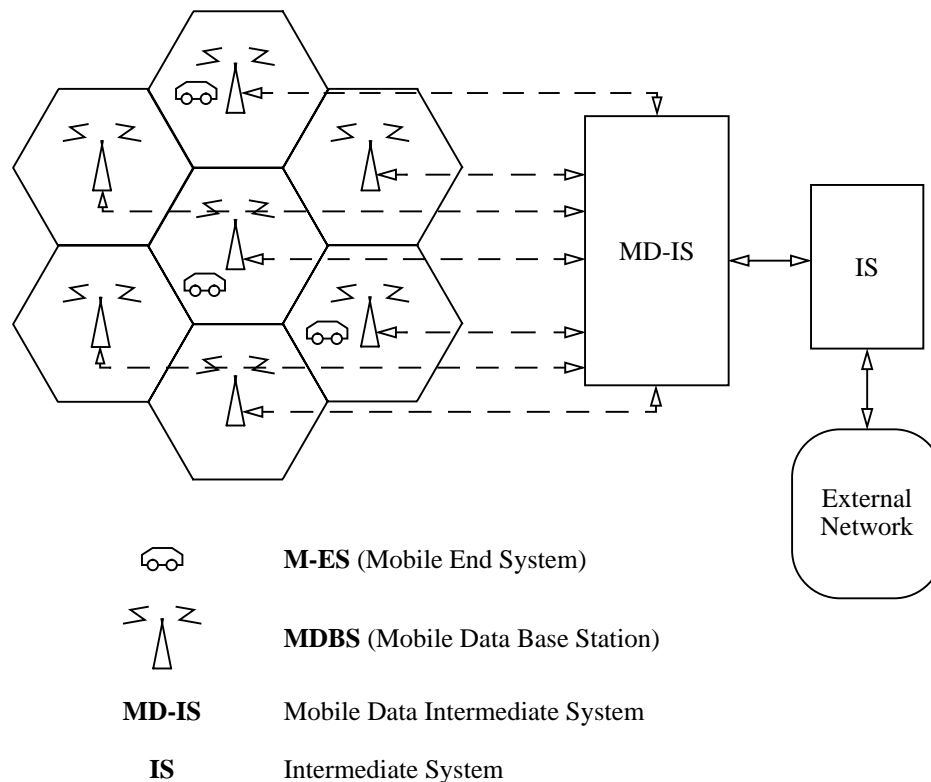 MD-IS
IS
External
Network
M-ES (Mobile End System)
MDBS (Mobile Data Base Station)
MD-IS Mobile Data Intermediate System
IS Intermediate System